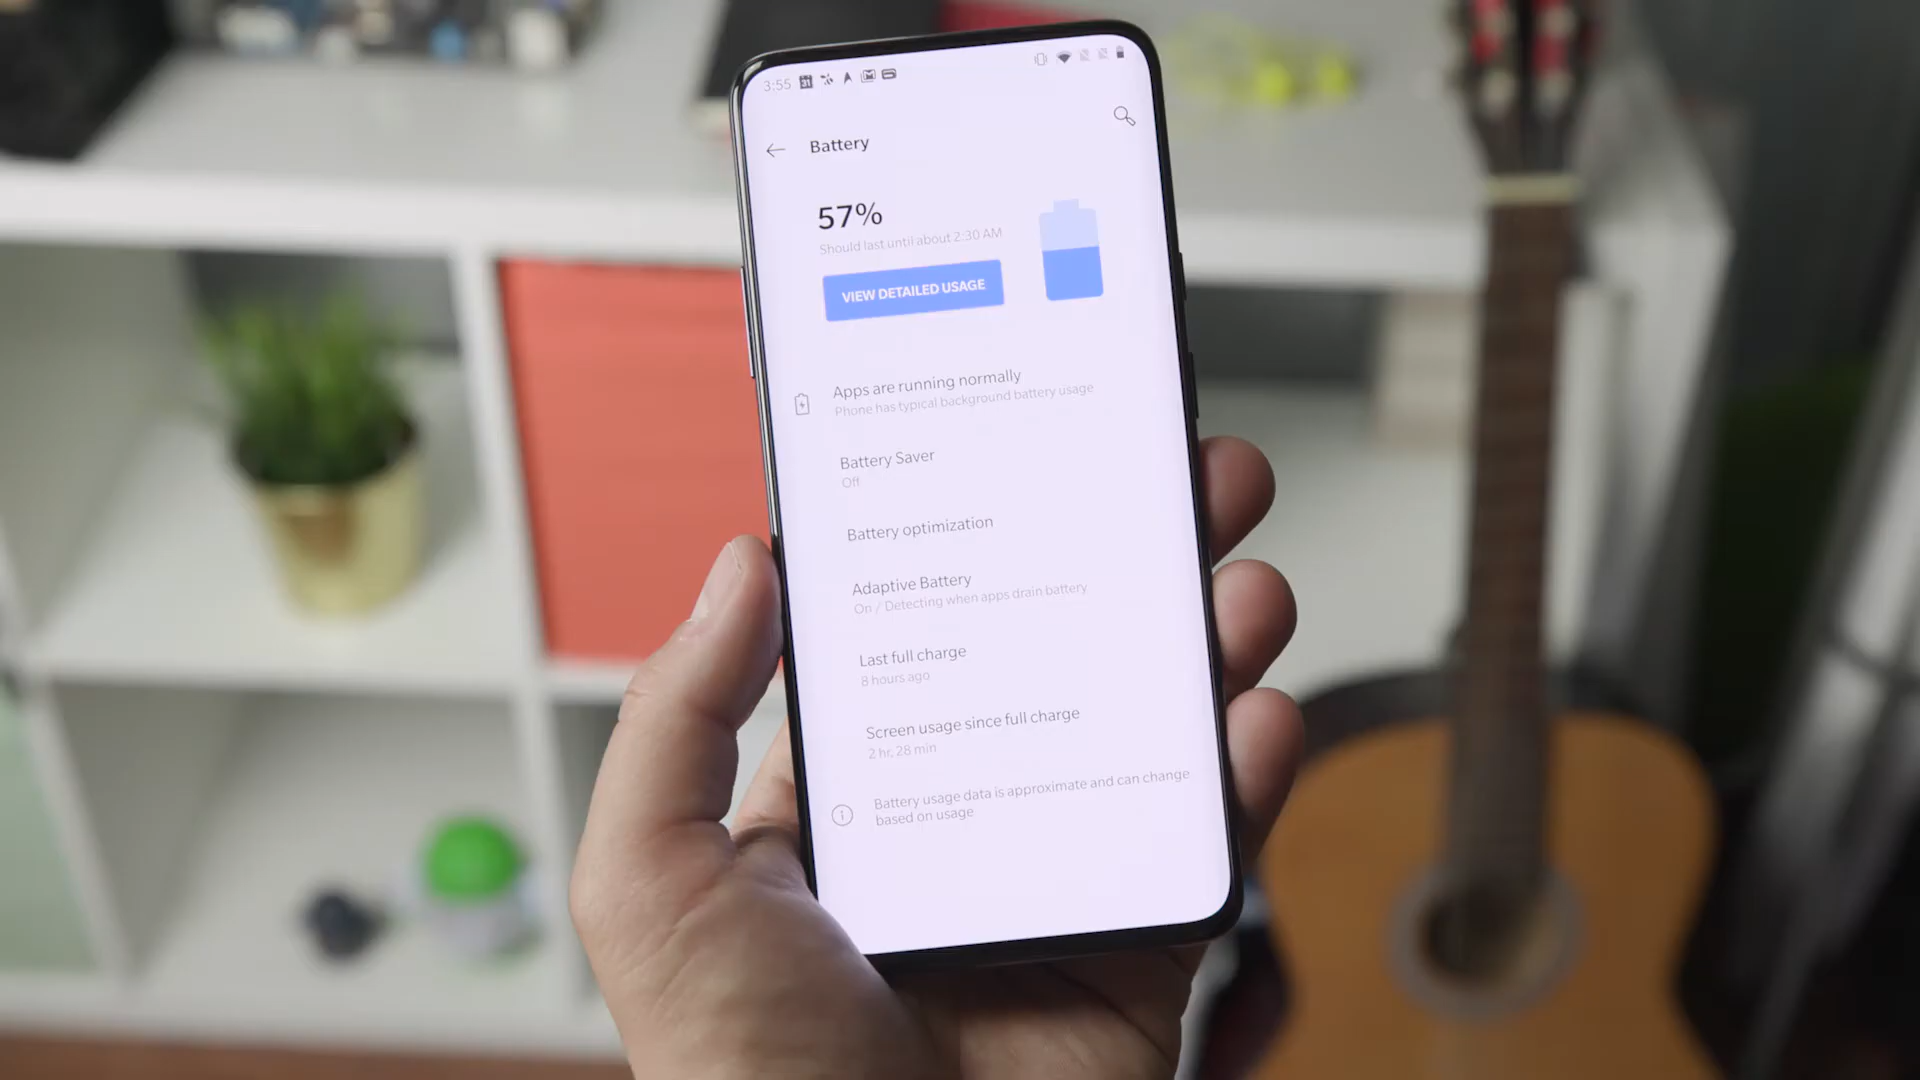 3:55
31
Battery
57%
Should last until about 2:30 AM
VIEW DETAILED USAGE
Apps are running normally
Phone has typical background battery usage
Battery Saver
Off
Battery optimization
Adaptive Battery
On / Detecting when apps drain battery
Last full charge
8 hours ago
Screen usage since full charge
2 hr, 28 min
Battery usage data is approximate and can change
based on usage